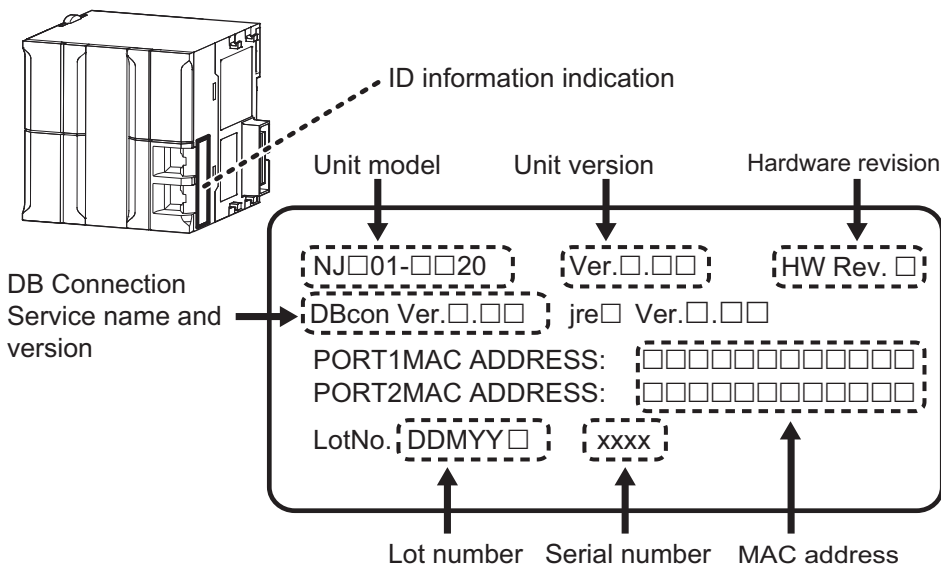 ID information indication
Unit model
Unit version
Hardware revision
NJ□01-□□20
Ver.□.□□
HW Rev. □
DB Connection
Service name and
version
DBcon Ver.□.□□
jre□ Ver.□.□□
PORT1MAC ADDRESS: □□□□□□□□□□□□
PORT2MAC ADDRESS: □□□□□□□□□□□□
LotNo. DDMYY□ xxxx
Lot number
Serial number
MAC address